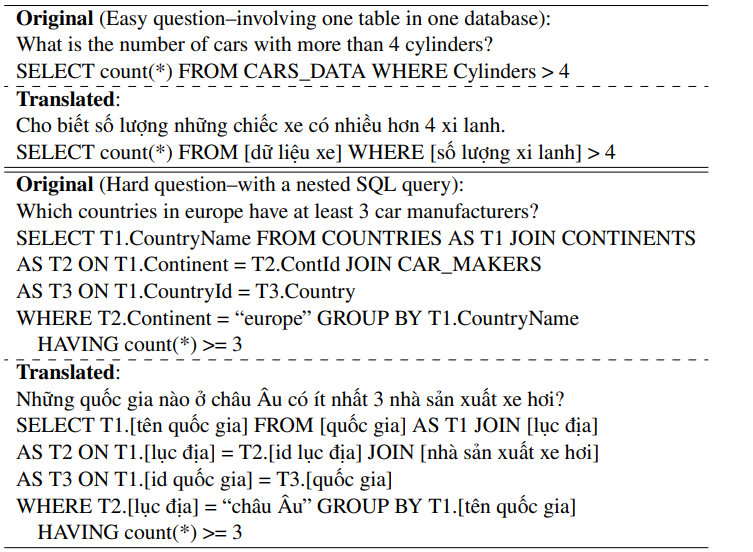 Original (Easy question–involving one table in one database):
What is the number of cars with more than 4 cylinders?
SELECT count(*) FROM CARS_DATA WHERE Cylinders > 4
Translated:
Cho biết số lượng những chiếc xe có nhiều hơn 4 xi lanh.
SELECT count(*) FROM [dữ liệu xe] WHERE [số lượng xi lanh] > 4
Original (Hard question–with a nested SQL query):
Which countries in europe have at least 3 car manufacturers?
SELECT T1.CountryName FROM COUNTRIES AS T1 JOIN CONTINENTS
AS T2 ON T1.Continent = T2.ContId JOIN CAR_MAKERS
AS T3 ON T1.CountryId = T3.Country
WHERE T2.Continent = “europe” GROUP BY T1.CountryName
HAVING count(*) >= 3
Translated:
Những quốc gia nào ở châu Âu có ít nhất 3 nhà sản xuất xe hơi?
SELECT T1.[tên quốc gia] FROM [quốc gia] AS T1 JOIN [lục địa]
AS T2 ON T1.[lục địa] = T2.[id lục địa] JOIN [nhà sản xuất xe hơi]
AS T3 ON T1.[id quốc gia] = T3.[quốc gia]
WHERE T2.[lục địa] = “châu Âu” GROUP BY T1.[tên quốc gia]
HAVING count(*) >= 3